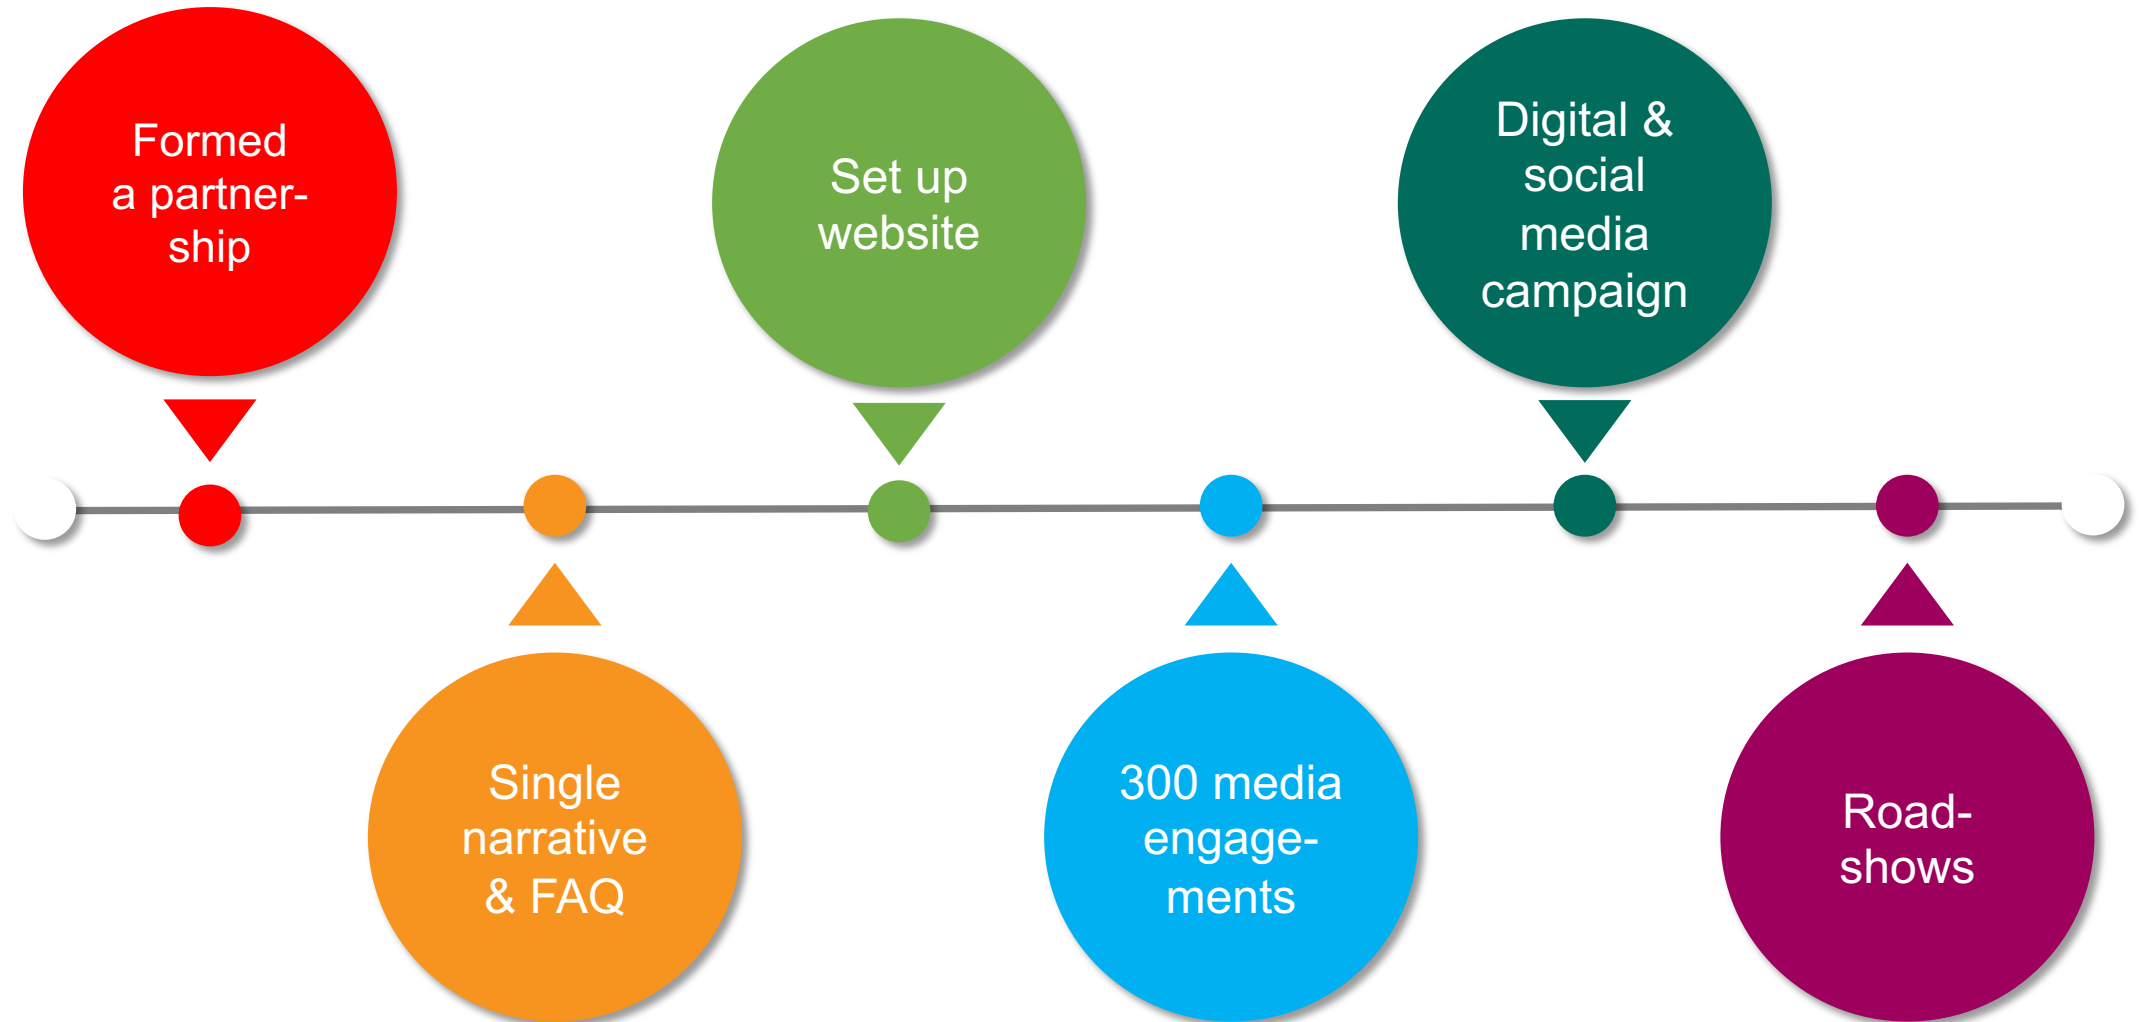 Formed
a partner-
ship
Single
narrative
& FAQ
Set up
website
300 media
engage-
ments
Digital &
social
media
campaign
Road-
shows